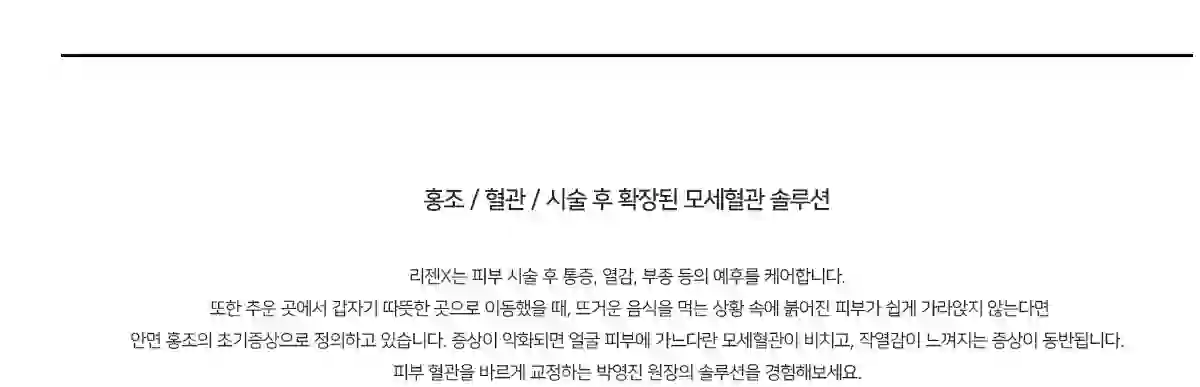 홍조 / 혈관 / 시술 후 확장된 모세혈관 솔루션
리젠X는 피부 시술 후 통증, 열감, 부종 등의 예후를 케어합니다.
또한 추운 곳에서 갑자기 따뜻한 곳으로 이동했을 때, 뜨거운 음식을 먹는 상황 속에 붉어진 피부가 쉽게 가라앉지 않는다면
안면 홍조의 초기증상으로 정의하고 있습니다. 증상이 악화되면 얼굴 피부에 가느다란 모세혈관이 비치고, 작열감이 느껴지는 증상이 동반됩니다.
피부 혈관을 바르게 교정하는 박영진 원장의 솔루션을 경험해보세요.